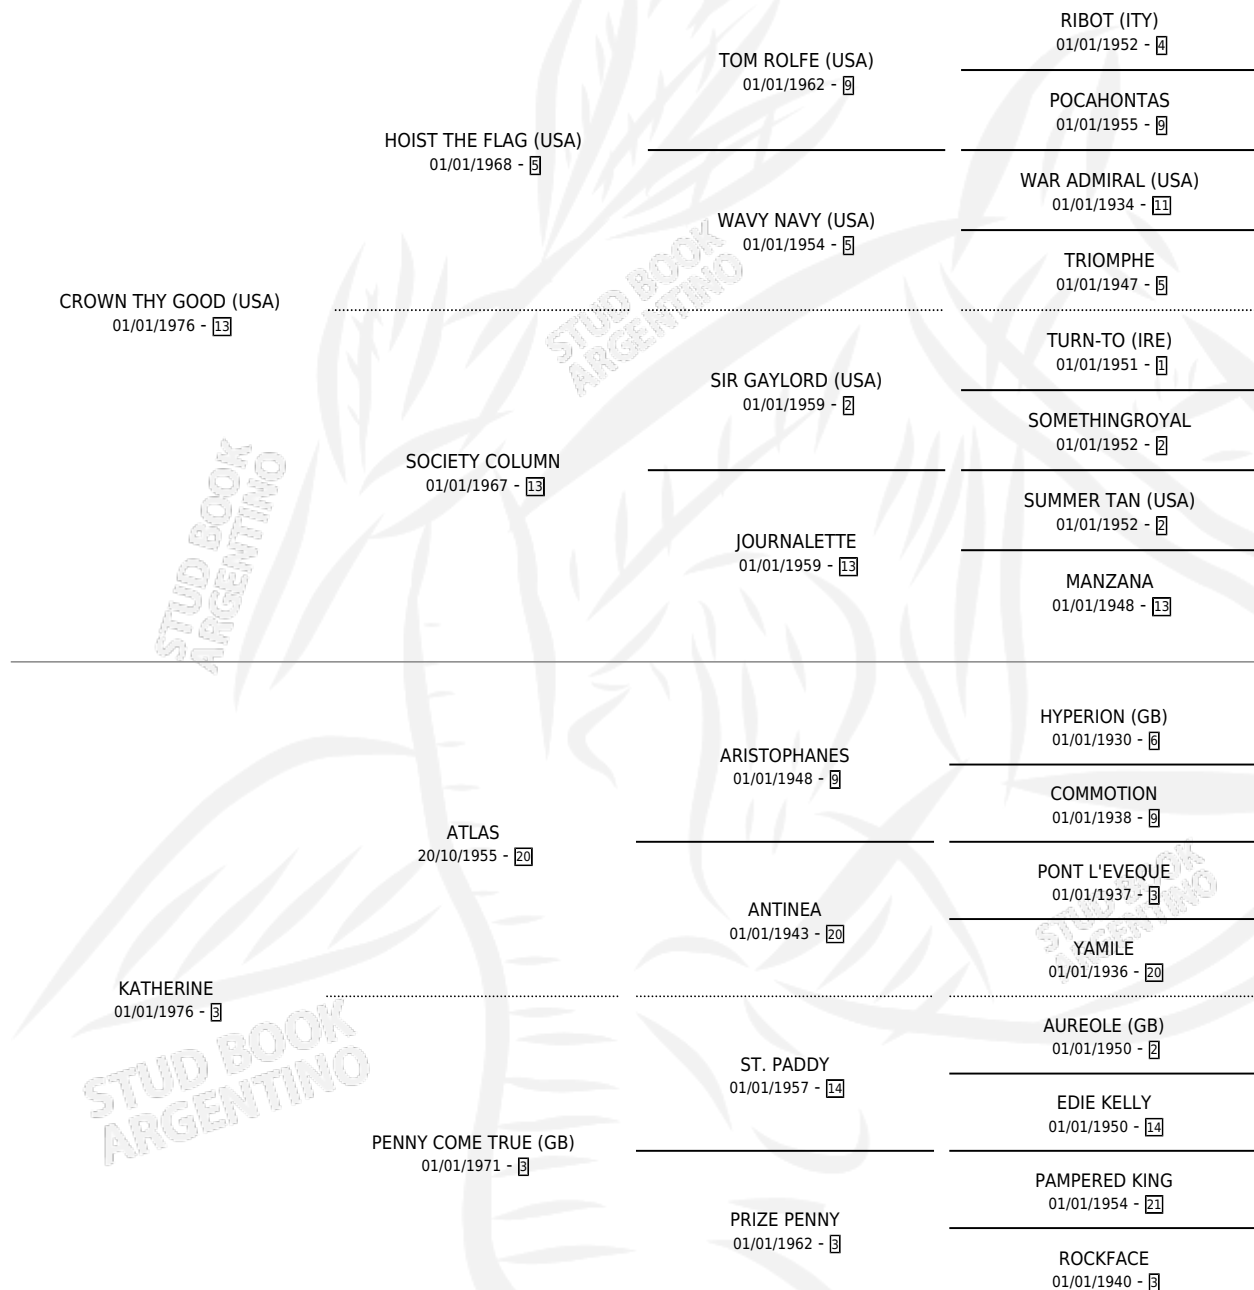 RIBOT (ITY)
01/01/1952 - 4
TOM ROLFE (USA)
01/01/1962 - 9
POCAHONTAS
01/01/1955 - 9
HOIST THE FLAG (USA)
01/01/1968 - 5
WAR ADMIRAL (USA)
01/01/1934 - 11
WAVY NAVY (USA)
01/01/1954 - 5
TRIOMPHE
01/01/1947 - 5
CROWN THY GOOD (USA)
01/01/1976 - 13
STUD BOOK
ARGENTINO
TURN-TO (IRE)
01/01/1951 - 1
SIR GAYLORD (USA)
01/01/1959 - 2
SOMETHINGROYAL
01/01/1952 - 2
SOCIETY COLUMN
01/01/1967 - 13
SUMMER TAN (USA)
01/01/1952 - 2
JOURNALETTE
01/01/1959 - 13
MANZANA
01/01/1948 - 13
STUD BOOK
ARGENTINO
HYPERION (GB)
01/01/1930 - 6
ARISTOPHANES
01/01/1948 - 9
COMMOTION
01/01/1938 - 9
ATLAS
20/10/1955 - 20
PONT L'EVEQUE
01/01/1937 - 3
ANTINEA
01/01/1943 - 20
STUD BOOK
ARGENTINO
YAMILE
01/01/1936 - 20
KATHERINE
01/01/1976 - 3
STUD BOOK
ARGENTINO
AUREOLE (GB)
01/01/1950 - 2
ST. PADDY
01/01/1957 - 14
EDIE KELLY
01/01/1950 - 14
PENNY COME TRUE (GB)
01/01/1971 - 3
PAMPERED KING
01/01/1954 - 21
PRIZE PENNY
01/01/1962 - 3
ROCKFACE
01/01/1940 - 3